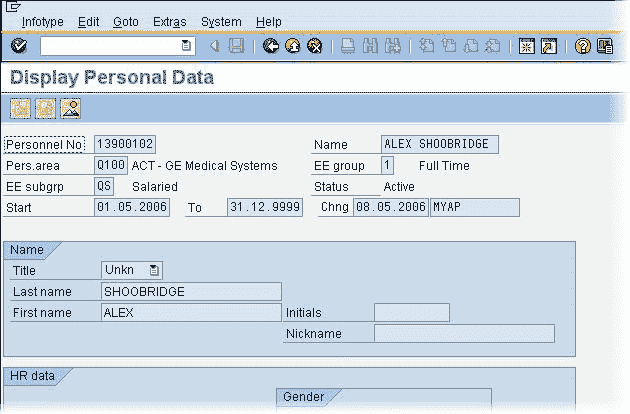 Infotype Edit Goto Extras System Help
Display Personal Data
Personnel No 13900102 Name ALEX SHOOBRIDGE
Pers.area Q100 ACT - GE Medical Systems EE group 1 Full Time
EE subgrp QS Salaried Status Active
Start 01.05.2006 To 31.12.9999 Chng 08.05.2006 MYAP
Name
Title Unkn
Last name SHOOBRIDGE
First name ALEX Initials
Nickname
HR data
Gender